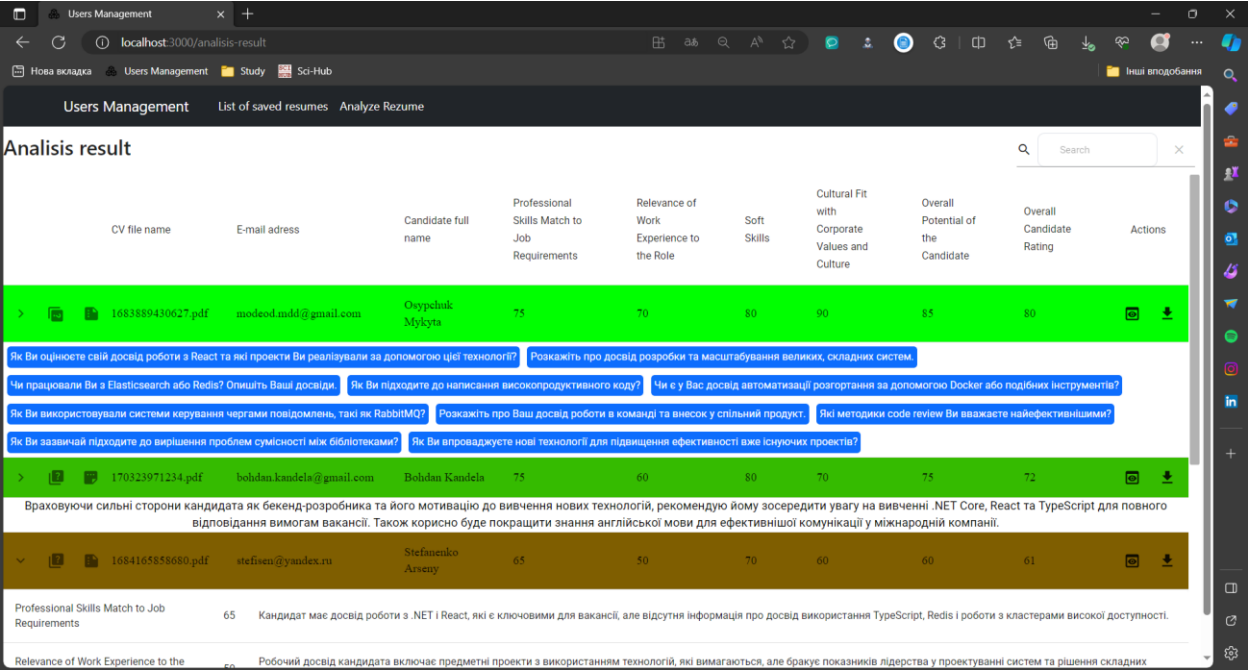 Users Management
localhost:3000/analisis-result
Нова вкладка Users Management Study Sci-Hub Інші вподобання
Users Management List of saved resumes Analyze Rezume
Analisis result
Search
CV file name
E-mail adress
Candidate full
name
Professional
Skills Match to
Job
Requirements
Relevance of
Work
Experience to
the Role
Soft
Skills
Cultural Fit
with
Corporate
Values and
Culture
Overall
Potential of
the
Candidate
Overall
Candidate
Rating
Actions
1683889430627.pdf modeod.mdd@gmail.com Osypchuk
Mykyta
75 70 80 90 85 80
Як Ви оцінюєте свій досвід роботи з React та які проекти Ви реалізували за допомогою цієї технології? Розкажіть про досвід розробки та масштабування великих, складних систем.
Чи працювали Ви з Elasticsearch або Redis? Опишіть Ваші досвіди. Як Ви підходите до написання високопродуктивного коду? Чи є у Вас досвід автоматизації розгортання за допомогою Docker або подібних інструментів?
Як Ви використовували системи керування чергами повідомлень, такі як RabbitMQ? Розкажіть про Ваш досвід роботи в команді та внесок у спільний продукт. Які методики code review Ви вважаєте найефективнішими?
Як Ви зазвичай підходите до вирішення проблем сумісності між бібліотеками? Як Ви впроваджуєте нові технології для підвищення ефективності вже існуючих проектів?
170323971234.pdf bohdan.kandela@gmail.com Bohdan Kandela 75 60 80 70 75 72
Враховуючи сильні сторони кандидата як бекенд-розробника та його мотивацію до вивчення нових технологій, рекомендую йому зосередити увагу на вивченні .NET Core, React та TypeScript для повного
відповідання вимогам вакансії. Також корисно буде покращити знання англійської мови для ефективнішої комунікації у міжнародній компанії.
1684165858680.pdf stefisen@yandex.ru Stefanenko
Arseny
65 50 70 60 60 61
Professional Skills Match to Job
Requirements
65 Кандидат має досвід роботи з .NET і React, які є ключовими для вакансії, але відсутня інформація про досвід використання TypeScript, Redis і роботи з кластерами високої доступності.
Relevance of Work Experience to the
50 Робочий досвід кандидата включає предметні проекти з використанням технологій, які вимагаються, але бракує показників лідерства у проектуванні систем та рішення складних